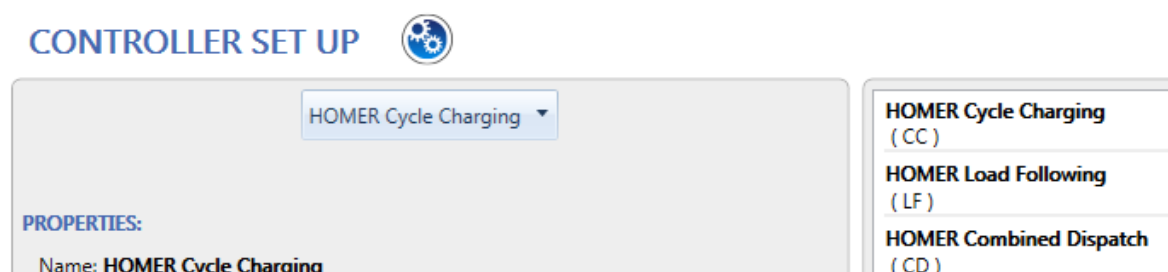 CONTROLLER SET UP
HOMER Cycle Charging
PROPERTIES:
Name: HOMER Cycle Charging
HOMER Cycle Charging
( CC )
HOMER Load Following
( LF )
HOMER Combined Dispatch
( CD )